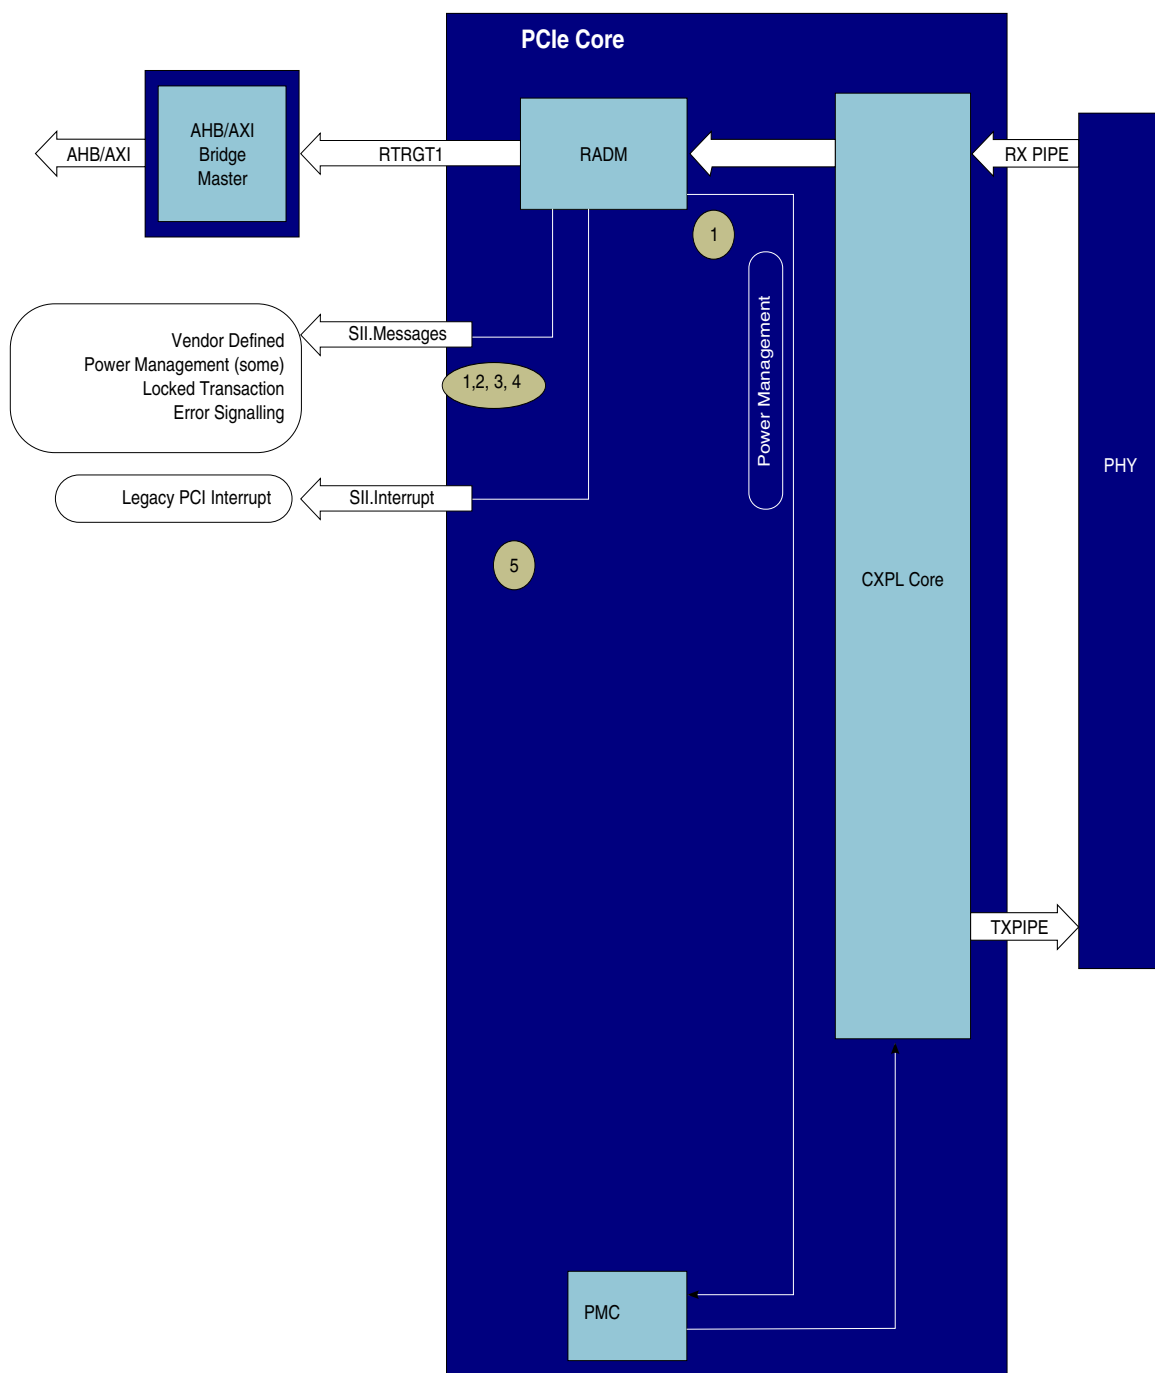 PCIe Core
AHB/AXI
AHB/AXI
Bridge
Master
RTRGT1
RADM
RX PIPE
1
SII.Messages
Vendor Defined
Power Management (some)
Locked Transaction
Error Signalling
1,2, 3, 4
Power Management
PHY
Legacy PCI Interrupt
SII.Interrupt
5
CXPL Core
TXPIPE
PMC